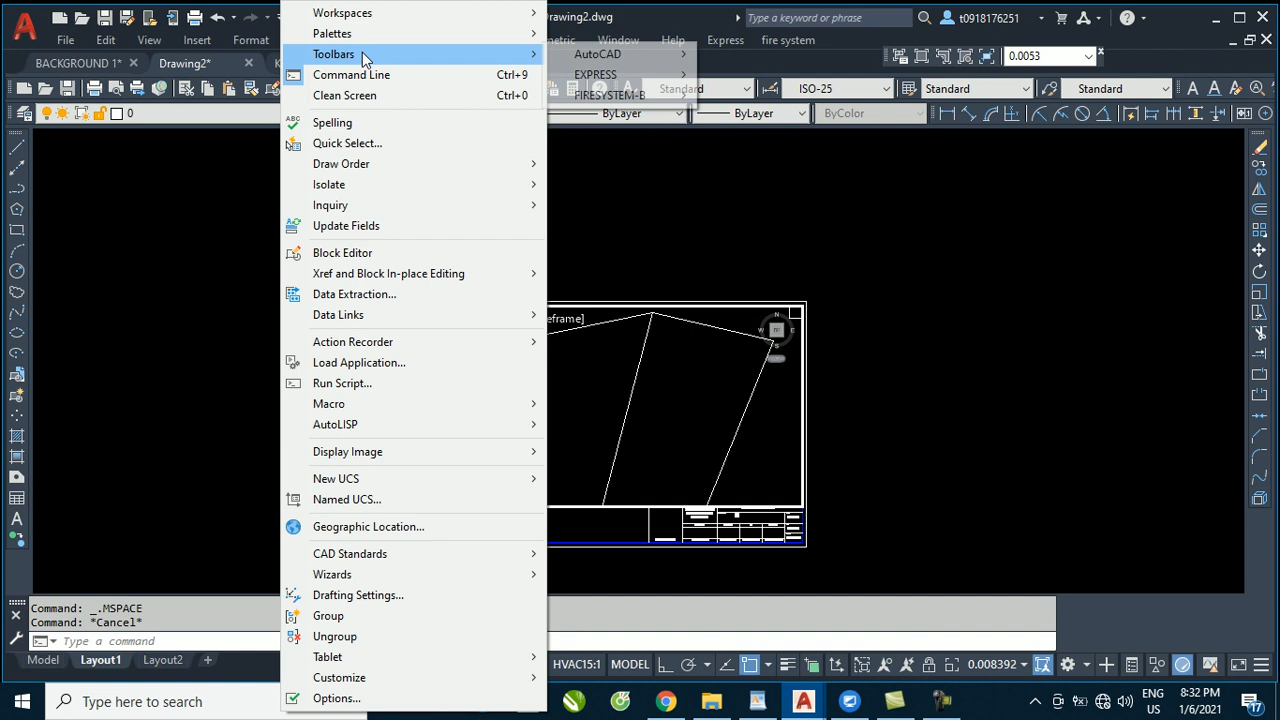 Workspaces
Palettes
Toolbars
Command Line Ctrl+9
Clean Screen Ctrl+0
Spelling
Quick Select...
Draw Order
Isolate
Inquiry
Update Fields
Block Editor
Xref and Block In-place Editing
Data Extraction...
Data Links
Action Recorder
Load Application...
Run Script...
Macro
AutoLISP
Display Image
New UCS
Named UCS...
Geographic Location...
CAD Standards
Wizards
Drafting Settings...
Group
Ungroup
Tablet
Customize
Options...
AutoCAD
EXPRESS
FIRESYSTEM-B
Drawing2.dwg
Type a keyword or phrase
t0918176251
File Edit View Insert Format
Window Help Express fire system
0.0053
BACKGROUND 1*
Drawing2*
Standard
ISO-25
Standard
Standard
0
ByLayer
ByLayer
ByColor
eframe]
N
W E
S
ABC
Command: _.MSPACE
Command: *Cancel*
Type a command
Model Layout1 Layout2 +
HVAC15:1 MODEL
0.008392
Type here to search
ENG
US
8:32 PM
1/6/2021
17